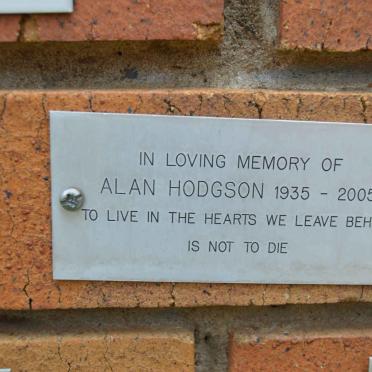 IN LOVING MEMORY OF
ALAN HODGSON 1935 - 2005
TO LIVE IN THE HEARTS WE LEAVE BEH
IS NOT TO DIE